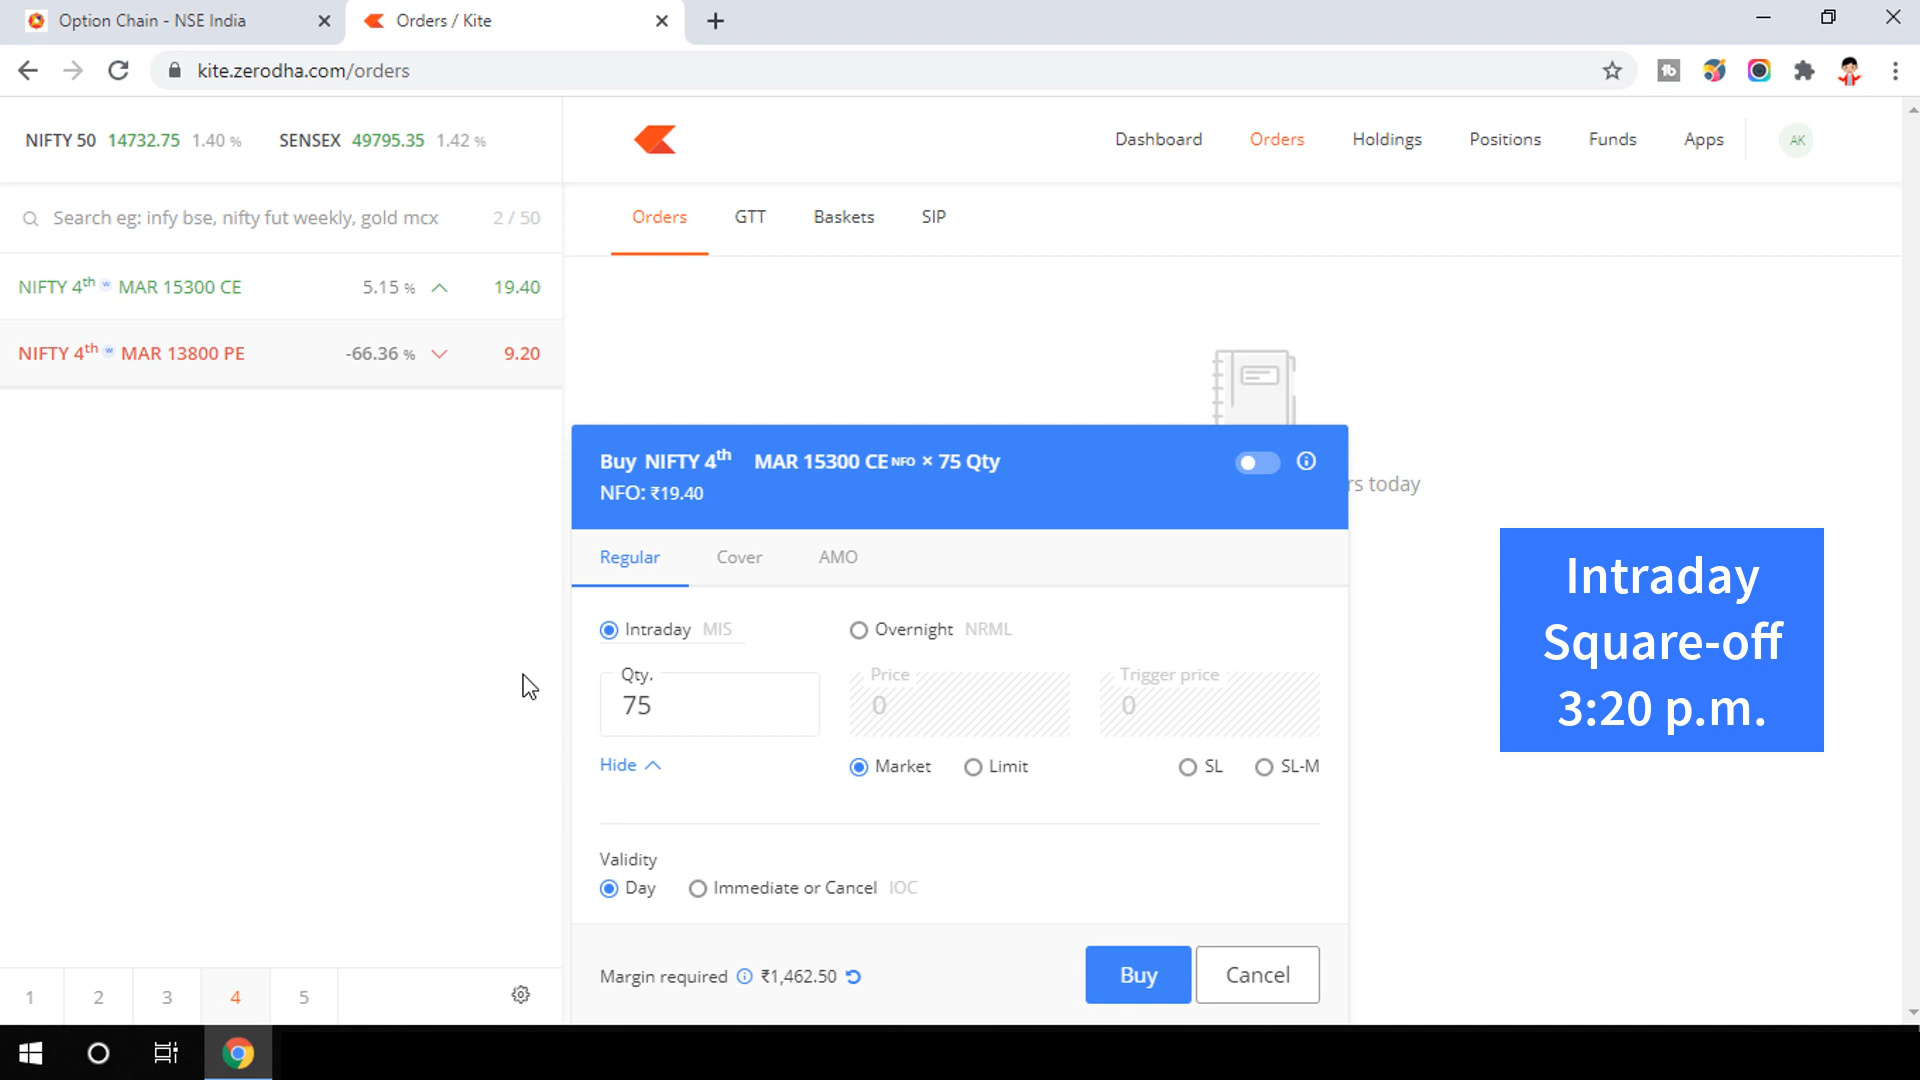 Option Chain - NSE India
Orders / Kite
kite.zerodha.com/orders
tb
NIFTY 50 14732.75 1.40 %
SENSEX 49795.35 1.42 %
Dashboard
Orders
Holdings
Positions
Funds
Apps
AK
Search eg: infy bse, nifty fut weekly, gold mcx
2 / 50
Orders
GTT
Baskets
SIP
NIFTY 4th w MAR 15300 CE 5.15 % 19.40
NIFTY 4th w MAR 13800 PE -66.36 % 9.20
rs today
Buy NIFTY 4th MAR 15300 CE NFO × 75 Qty
NFO: ₹19.40
Regular
Cover
AMO
Intraday MIS
Overnight NRML
Qty.
75
Price
0
Trigger price
0
Hide
Market
Limit
SL
SL-M
Validity
Day
Immediate or Cancel IOC
Margin required ₹1,462.50
Buy
Cancel
Intraday
Square-off
3:20 p.m.
1
2
3
4
5